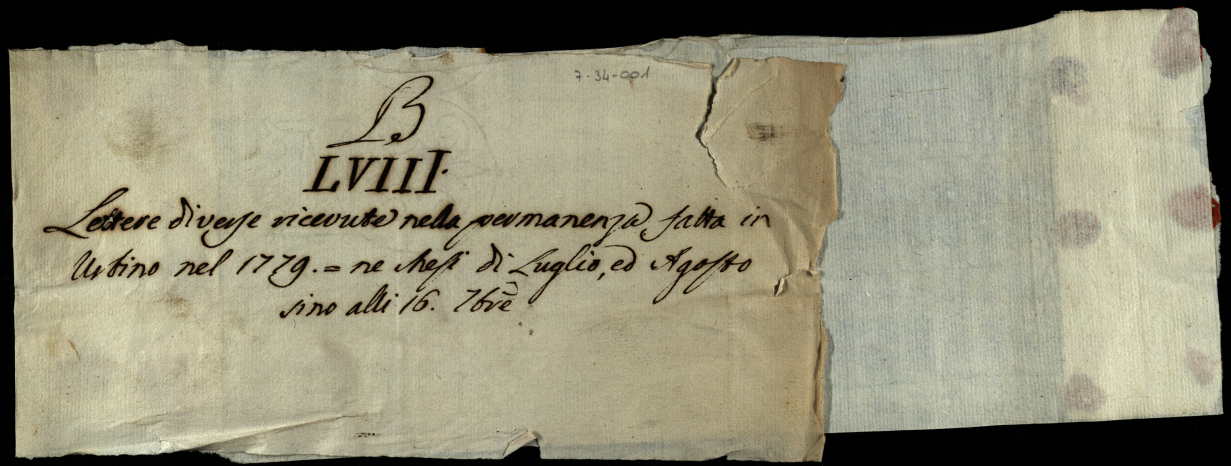 7-34-001
B
LVIII.
Lettere diverse ricevute nella permanenza fatta in
Urbino nel 1779. = ne Mesi di Luglio, ed Agosto
sino alli 16. 7bre